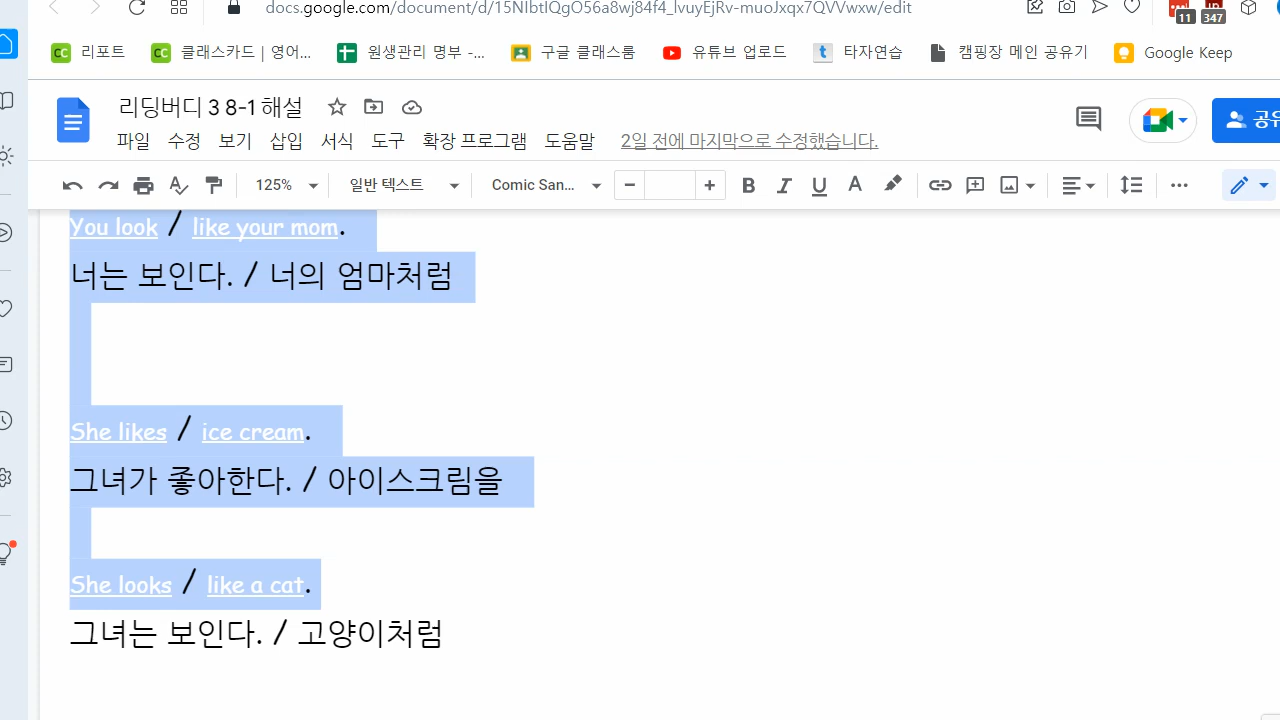 docs.google.com/document/d/15NIbtIQgO56a8wj84f4_lvuyEjRv-muoJxqx7QVVwxw/edit
11 347
리포트 클래스카드 | 영어... 원생관리 명부 -... 구글 클래스룸 유튜브 업로드 타자연습 캠핑장 메인 공유기 Google Keep
리딩버디 3 8-1 해설
파일 수정 보기 삽입 서식 도구 확장 프로그램 도움말 2일 전에 마지막으로 수정했습니다.
125% 일반 텍스트 Comic San... − +
You look / like your mom.
너는 보인다. / 너의 엄마처럼
She likes / ice cream.
그녀가 좋아한다. / 아이스크림을
She looks / like a cat.
그녀는 보인다. / 고양이처럼